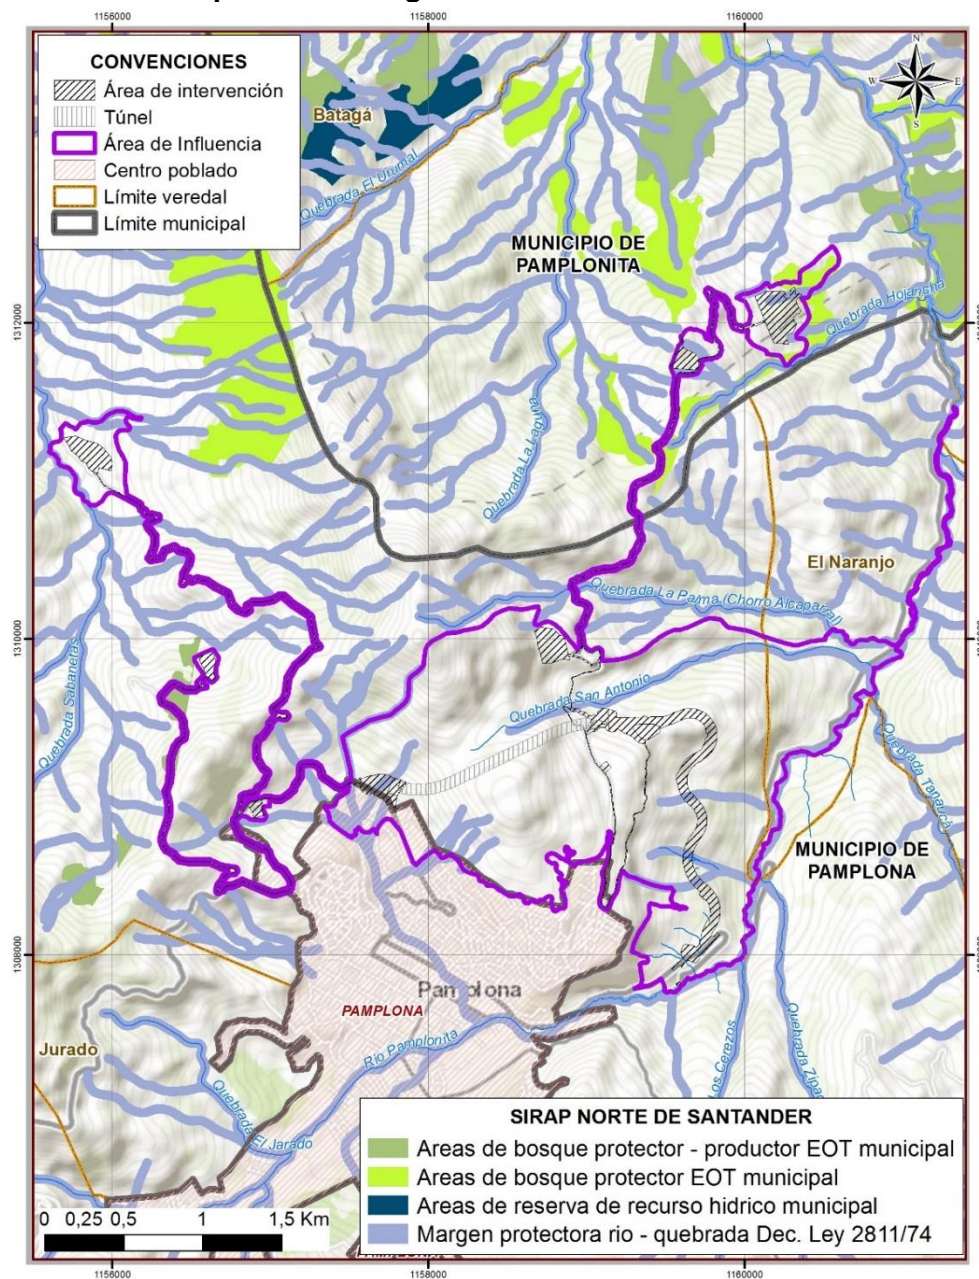 1156000
1158000
1160000
CONVENCIONES
Área de intervención
Túnel
Área de Influencia
Centro poblado
Límite veredal
Límite municipal
N
W
E
S
Batagá
Quebrada El Urumal
MUNICIPIO DE
PAMPLONITA
Quebrada Hojancha
1312000
Quebrada La Laguna
El Naranjo
Quebrada La Palma (Chorro Alcaparral)
1310000
Quebrada Sabanetas
Quebrada San Antonio
Quebrada Tanauca
MUNICIPIO DE
PAMPLONA
1308000
Pamplona
PAMPLONA
Río Pamplonita
Jurado
Los Cerezos
Quebrada El Jarado
SIRAP NORTE DE SANTANDER
Areas de bosque protector - productor EOT municipal
Areas de bosque protector EOT municipal
Areas de reserva de recurso hidrico municipal
Margen protectora rio - quebrada Dec. Ley 2811/74
0 0,25 0,5 1 1,5 Km
1156000
1158000
1160000